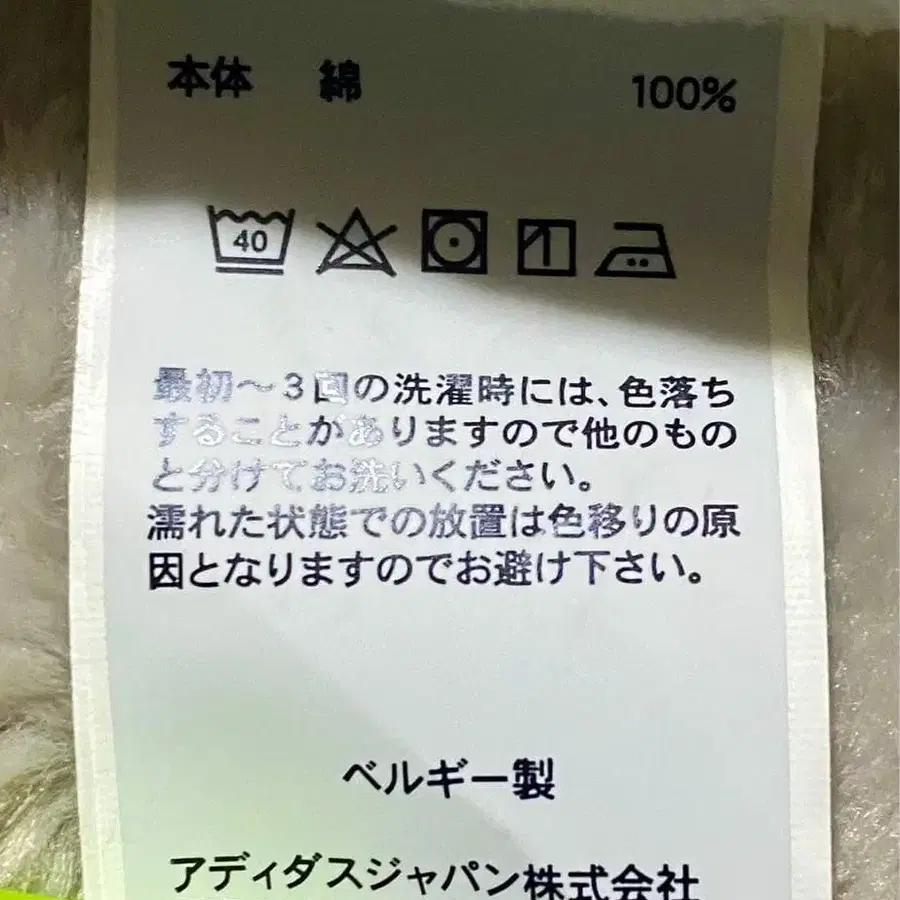 本体 綿 100%
40
最初～3回の洗濯時には、色落ち
することがありますので他のもの
と分けてお洗いください。
濡れた状態での放置は色移りの原
因となりますのでお避け下さい。
ベルギー製
アディダスジャパン株式会社